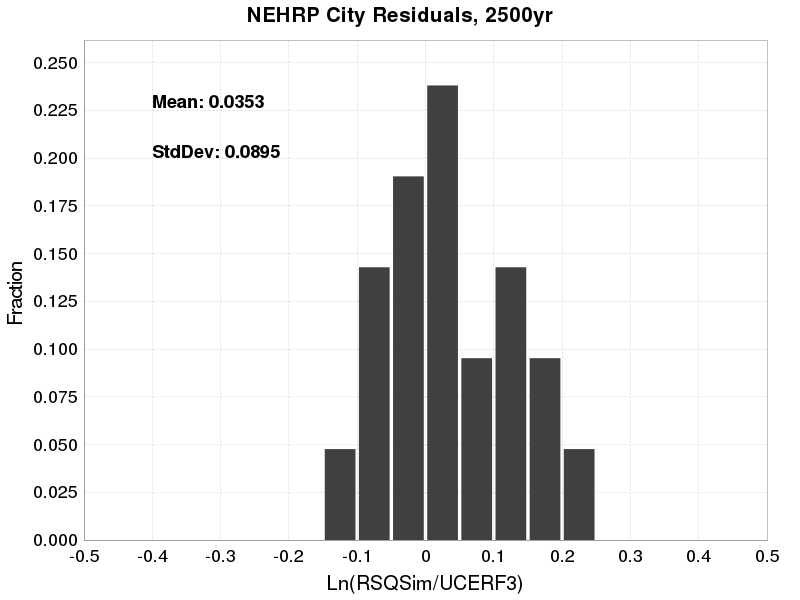 NEHRP City Residuals, 2500yr
0.250
Mean: 0.0353
0.225
StdDev: 0.0895
0.200
0.175
0.150
Fraction
0.125
0.100
0.075
0.050
0.025
0.000
-0.5 -0.4 -0.3 -0.2 -0.1 0 0.1 0.2 0.3 0.4 0.5
Ln(RSQSim/UCERF3)